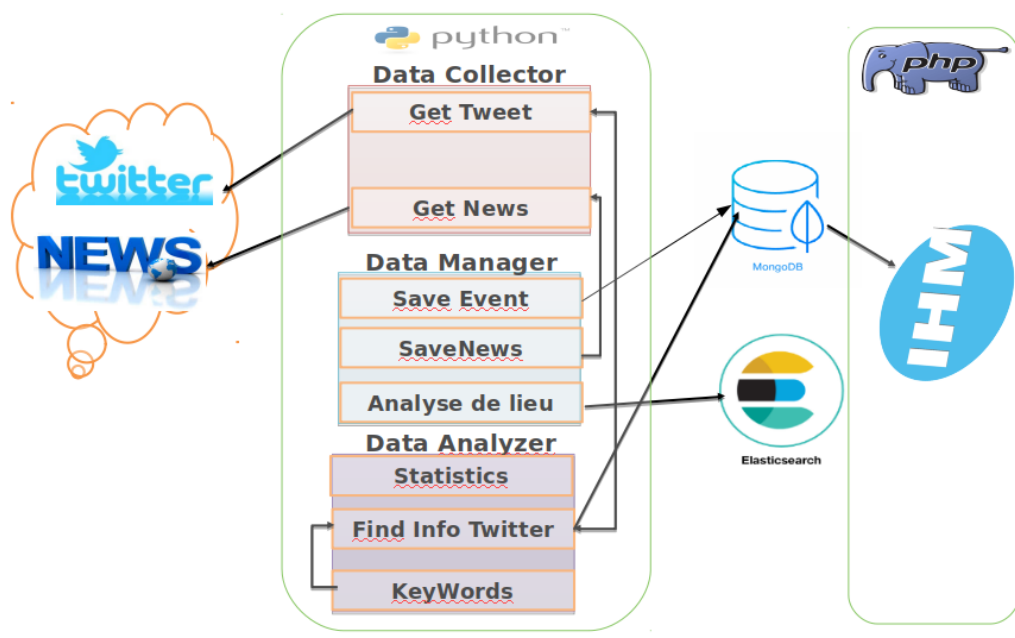 python™
Data Collector
Get Tweet
Get News
twitter
NEWS
Data Manager
Save Event
SaveNews
Analyse de lieu
Data Analyzer
Statistics
Find Info Twitter
KeyWords
MongoDB
Elasticsearch
php
IHM